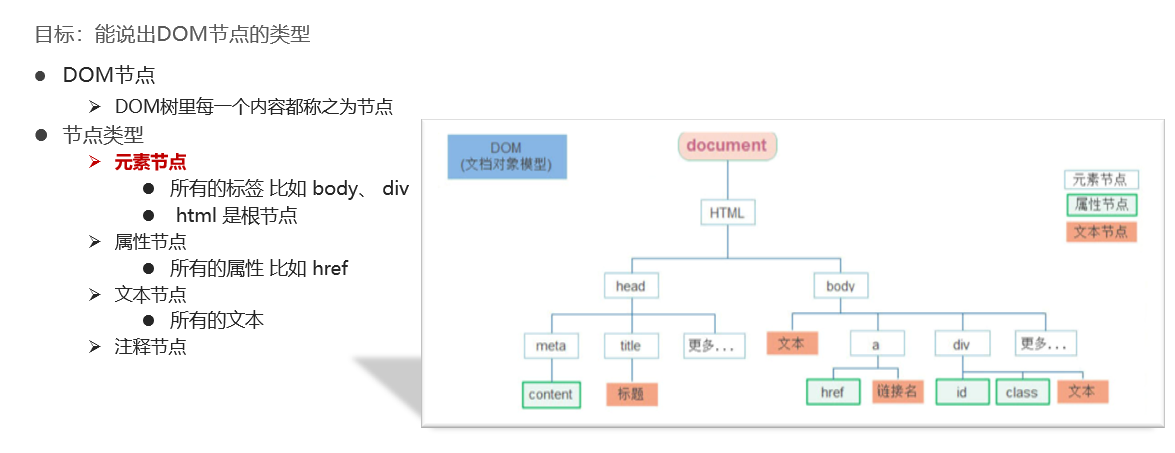 目标：能说出DOM节点的类型
DOM节点
DOM树里每一个内容都称之为节点
节点类型
元素节点
所有的标签 比如 body、 div
html 是根节点
属性节点
所有的属性 比如 href
文本节点
所有的文本
注释节点
DOM
(文档对象模型)
document
元素节点
属性节点
文本节点
HTML
head
body
meta
title
更多...
文本
a
div
更多...
content
标题
href
链接名
id
class
文本